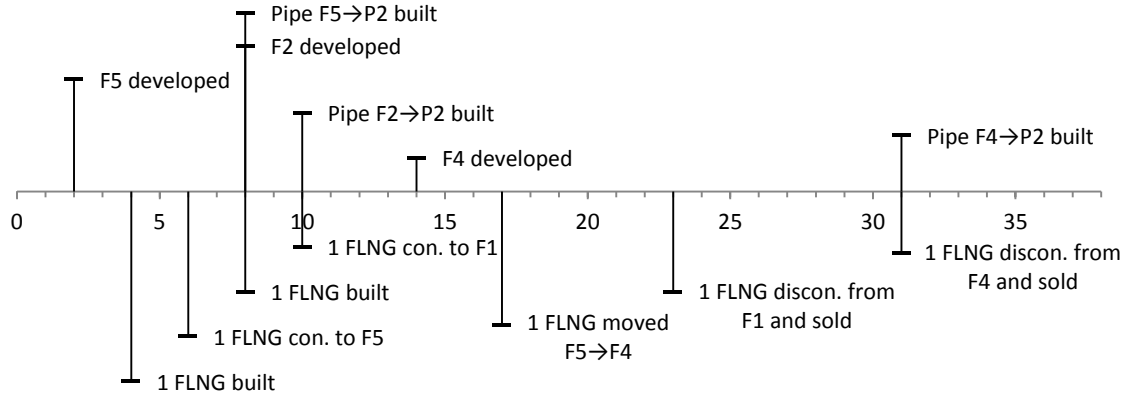 Pipe F5→P2 built
F2 developed
F5 developed
Pipe F2→P2 built
Pipe F4→P2 built
F4 developed
0 5 10 15 20 25 30 35
1 FLNG con. to F1
1 FLNG discon. from
F4 and sold
1 FLNG built
1 FLNG discon. from
F1 and sold
1 FLNG moved
F5→F4
1 FLNG con. to F5
1 FLNG built